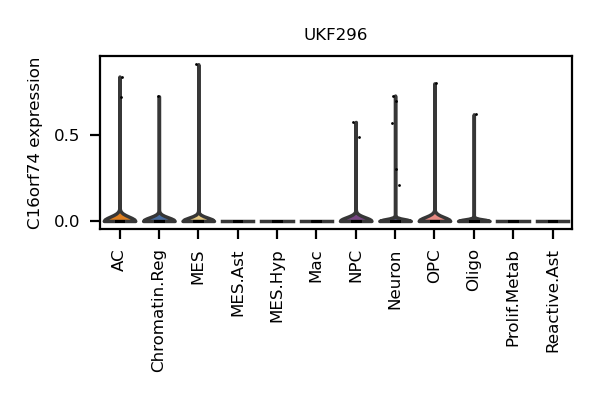 UKF296
C16orf74 expression
0.5
0.0
AC
Chromatin.Reg
MES
MES.Ast
MES.Hyp
Mac
NPC
Neuron
OPC
Oligo
Prolif.Metab
Reactive.Ast